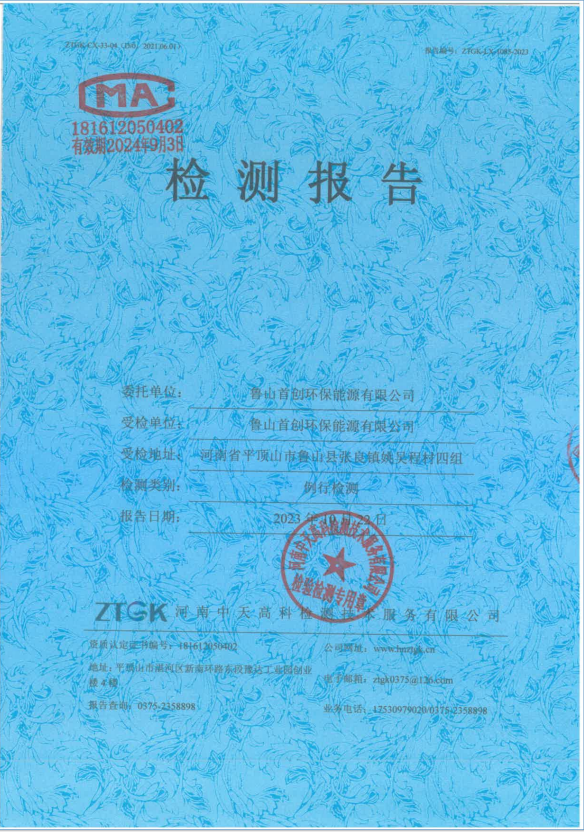 ZTGK-LX-33-04（Ⅱ0，2021.06.01）
报告编号：ZTGK-LX-1085-2023
MA
181612050402
有效期2024年9月3日
检测报告
委托单位：鲁山首创环保能源有限公司
受检单位：鲁山首创环保能源有限公司
受检地址：河南省平顶山市鲁山县张良镇姚吴程村四组
检测类别：例行检测
报告日期：2023年
河南中天高科检测技术服务有限公司
检验检测专用章
ZTGK 河南中天高科检测技术服务有限公司
资质认定证书编号：181612050402
公司网址：www.hnztgk.cn
地址：平顶山市湛河区新南环路东段豫达工业园创业
楼4楼
电子邮箱：ztgk0375@126.com
报告查询：0375-2358898
业务电话：17530979020/0375-2358898